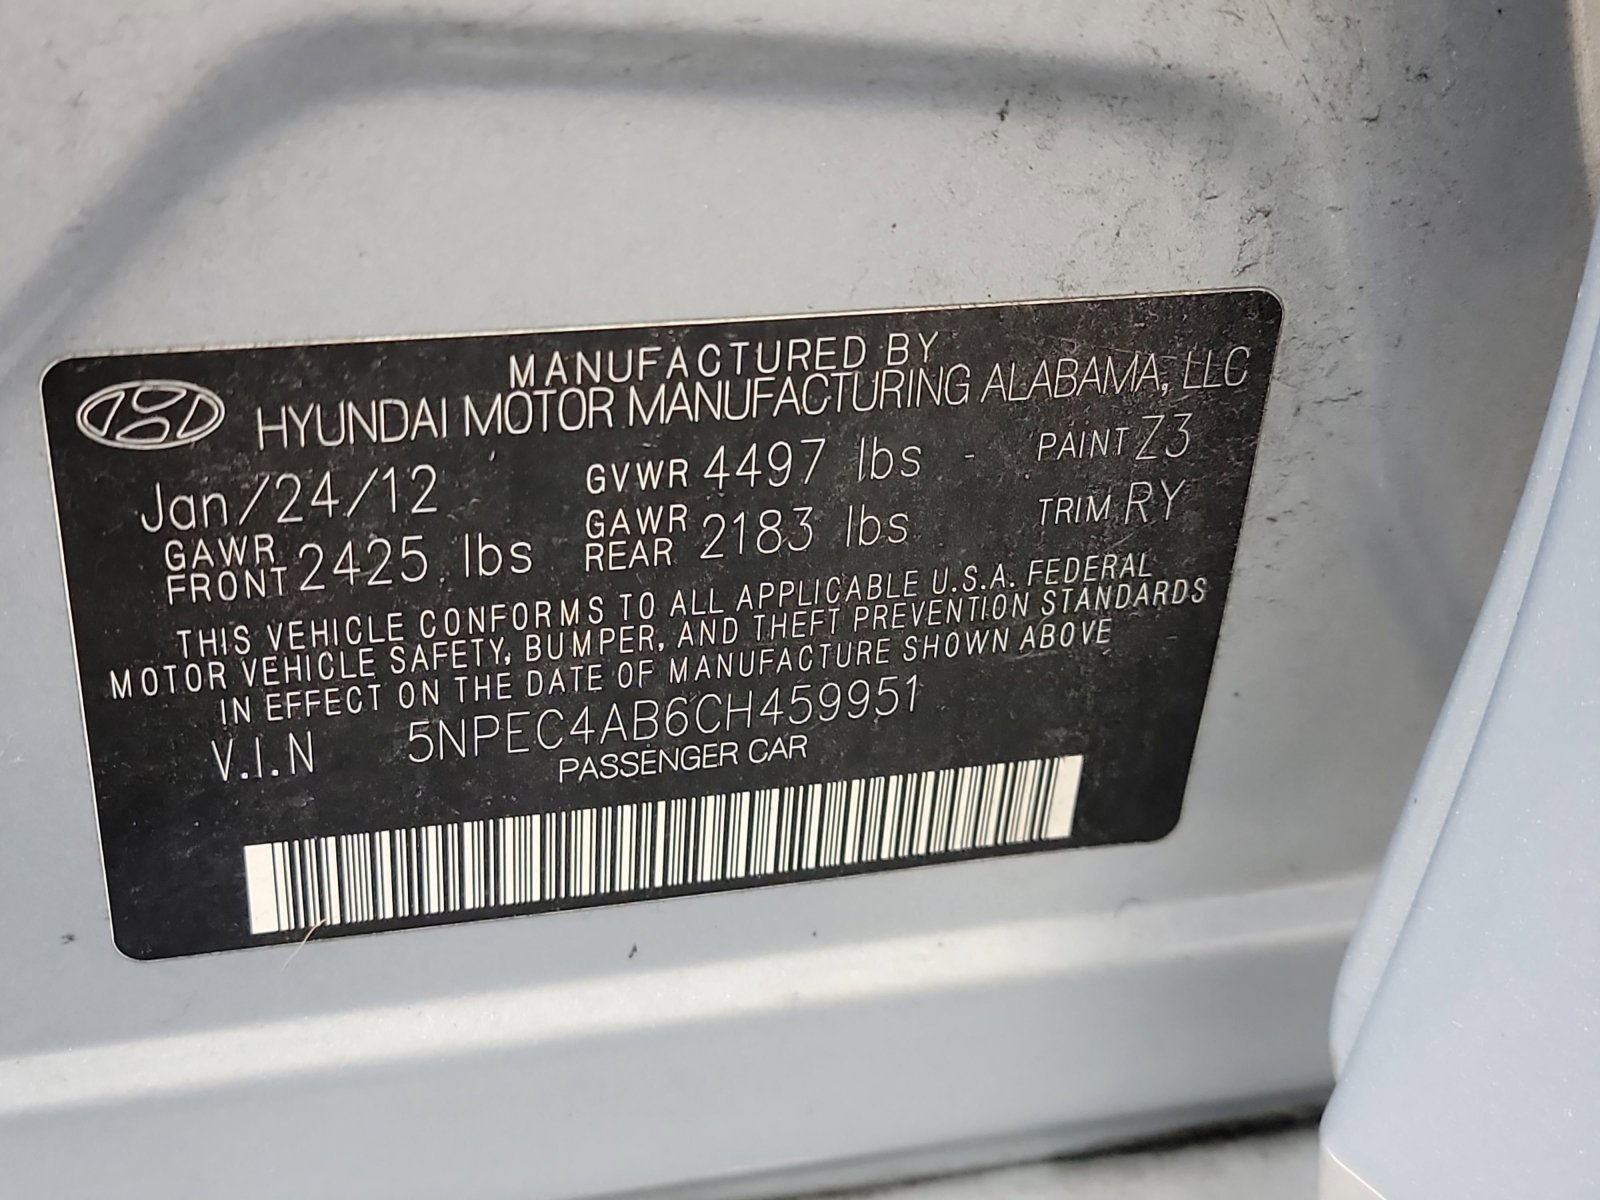 MANUFACTURED BY
HYUNDAI MOTOR MANUFACTURING ALABAMA, LLC
Jan/24/12 GVWR 4497 lbs PAINT Z3
GAWR FRONT 2425 lbs GAWR REAR 2183 lbs TRIM RY
THIS VEHICLE CONFORMS TO ALL APPLICABLE U.S.A. FEDERAL
MOTOR VEHICLE SAFETY, BUMPER, AND THEFT PREVENTION STANDARDS
IN EFFECT ON THE DATE OF MANUFACTURE SHOWN ABOVE
V.I.N 5NPEC4AB6CH459951
PASSENGER CAR